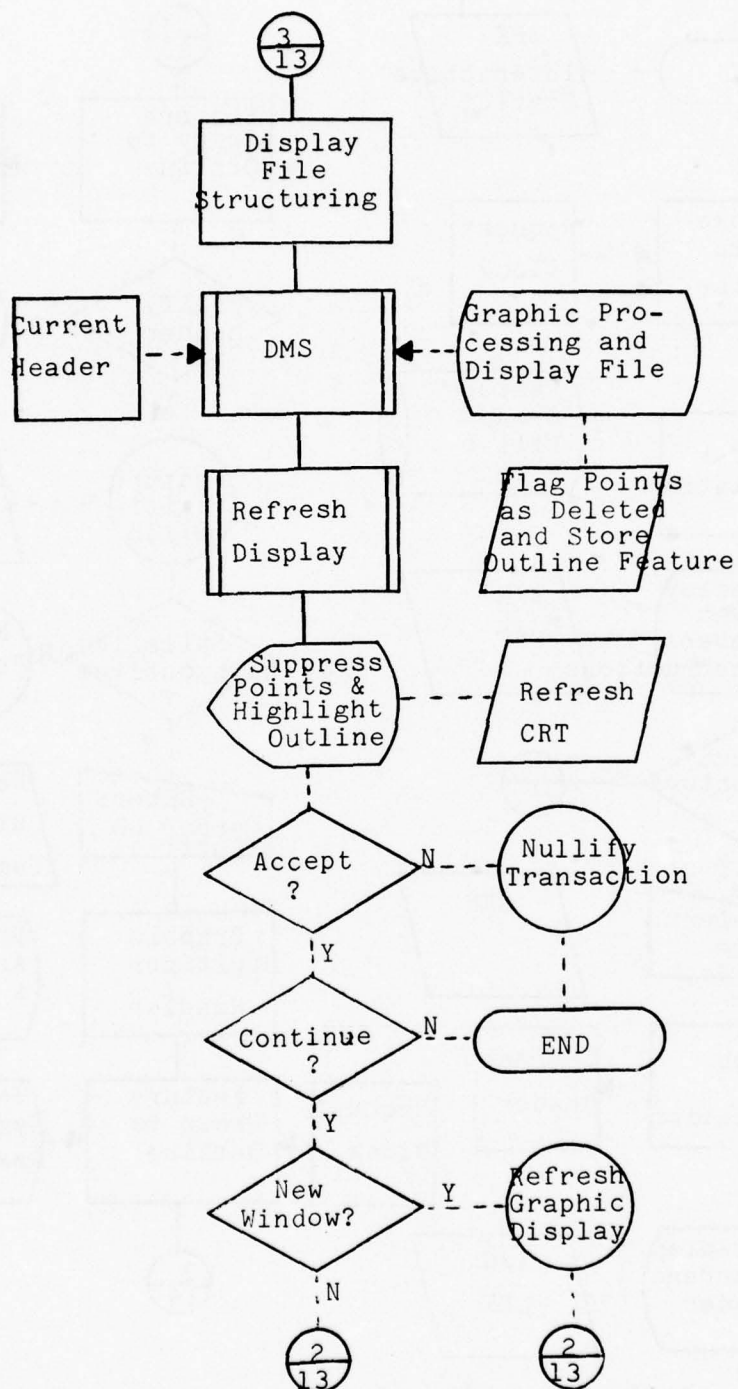 3
13
Display
File
Structuring
Current
Header
DMS
Graphic Pro-
cessing and
Display File
Refresh
Display
Flag Points
as Deleted
and Store
Outline Feature
Suppress
Points &
Highlight
Outline
Refresh
CRT
Accept
?
N
Nullify
Transaction
Y
Continue
?
N
END
Y
New
Window?
Y
Refresh
Graphic
Display
N
2
13
2
13